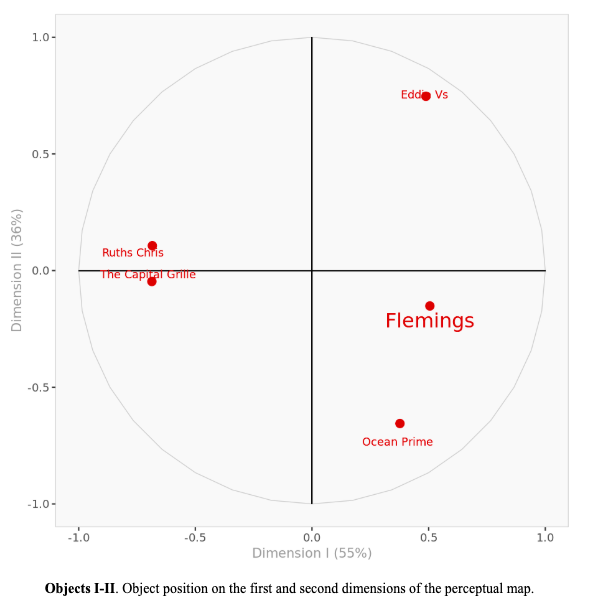 1.0
Eddie Vs
0.5
Ruths Chris
0.0
The Capital Grille
Flemings
-0.5
Ocean Prime
-1.0
-1.0 -0.5 0.0 0.5 1.0
Dimension I (55%)
Dimension II (36%)
Objects I-II. Object position on the first and second dimensions of the perceptual map.